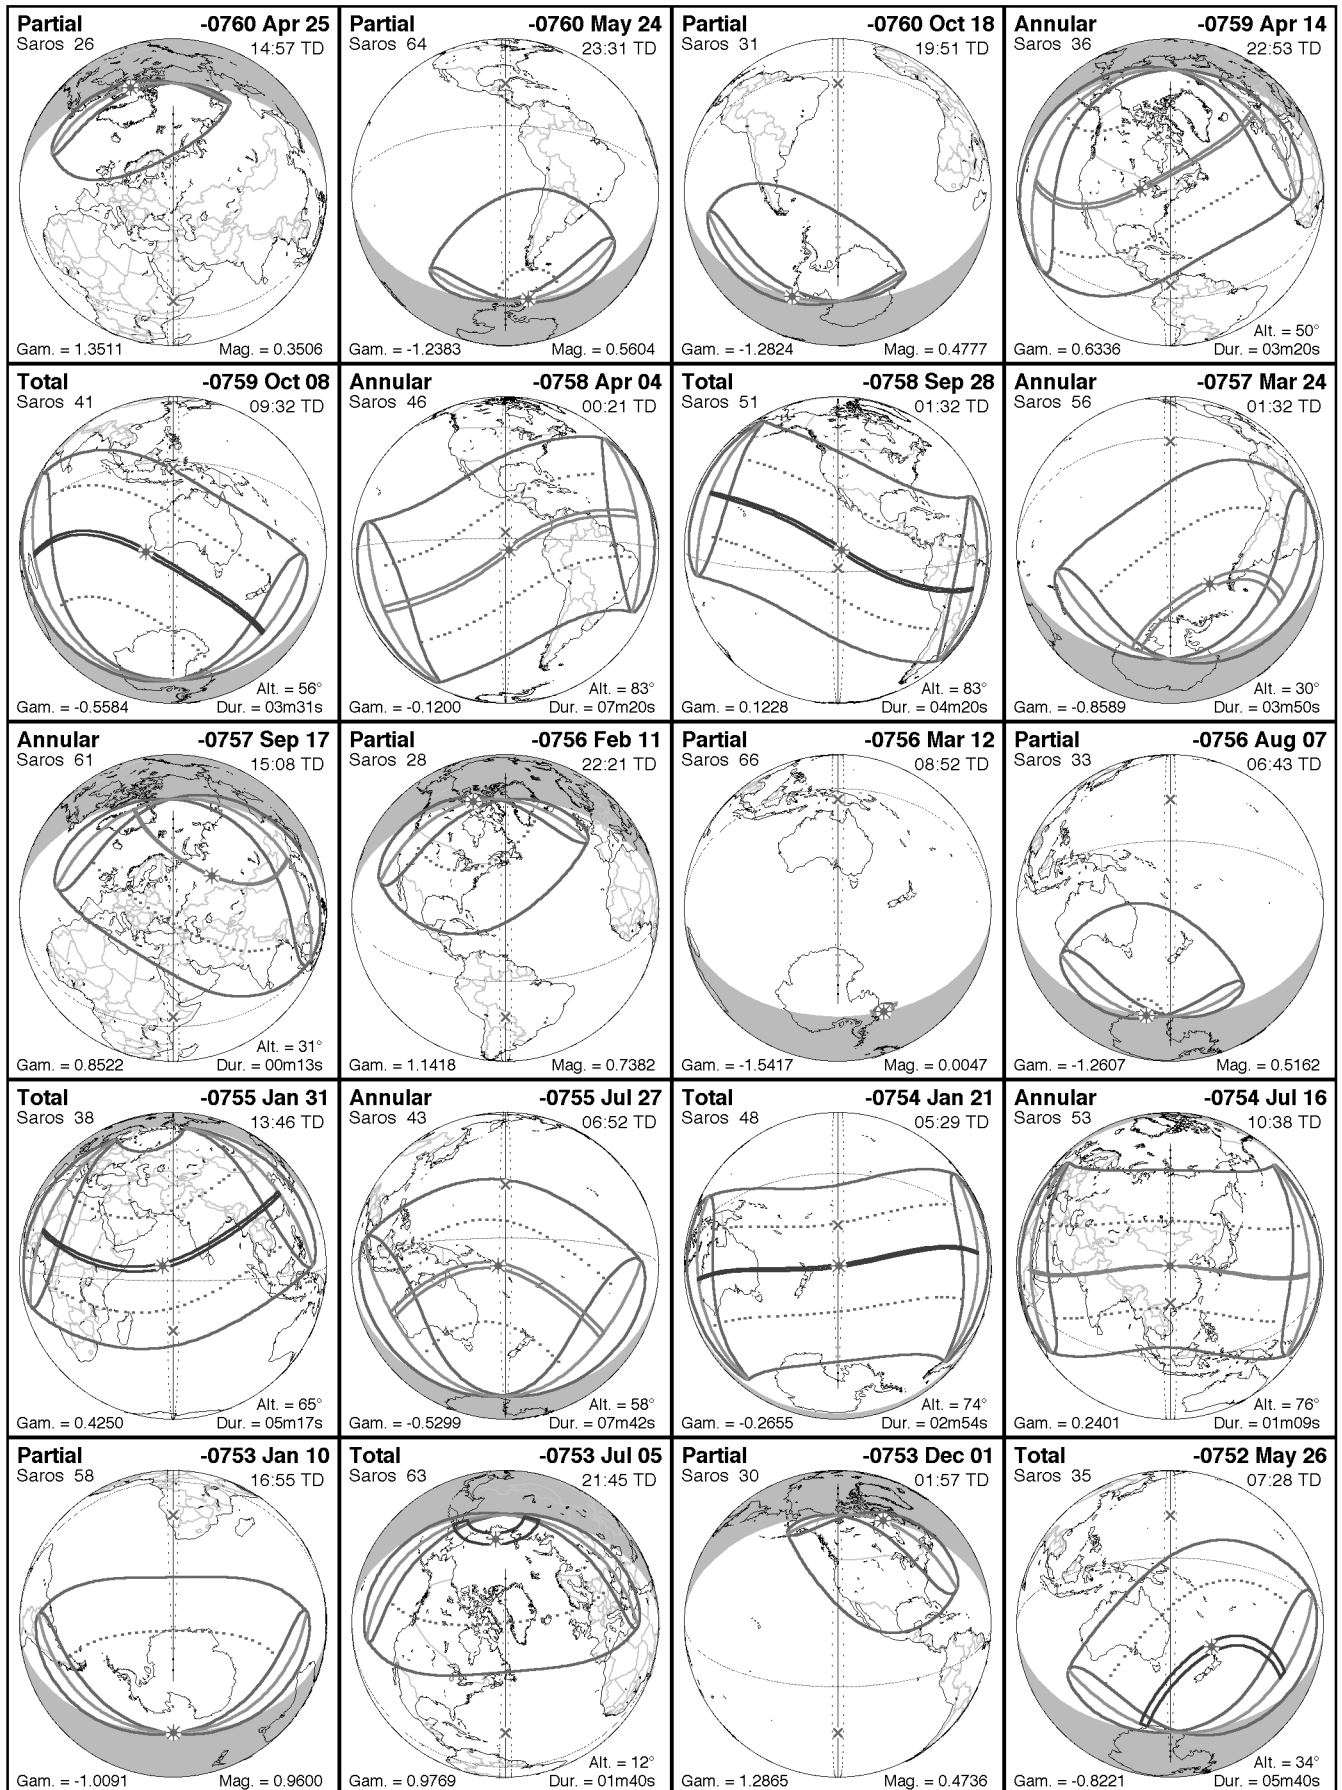 Partial -0760 Apr 25
Saros 26 14:57 TD
Gam. = 1.3511 Mag. = 0.3506
Partial -0760 May 24
Saros 64 23:31 TD
Gam. = -1.2383 Mag. = 0.5604
Partial -0760 Oct 18
Saros 31 19:51 TD
Gam. = -1.2824 Mag. = 0.4777
Annular -0759 Apr 14
Saros 36 22:53 TD
Alt. = 50°
Gam. = 0.6336 Dur. = 03m20s
Total -0759 Oct 08
Saros 41 09:32 TD
Alt. = 56°
Gam. = -0.5584 Dur. = 03m31s
Annular -0758 Apr 04
Saros 46 00:21 TD
Alt. = 83°
Gam. = -0.1200 Dur. = 07m20s
Total -0758 Sep 28
Saros 51 01:32 TD
Alt. = 83°
Gam. = 0.1228 Dur. = 04m20s
Annular -0757 Mar 24
Saros 56 01:32 TD
Alt. = 30°
Gam. = -0.8589 Dur. = 03m50s
Annular -0757 Sep 17
Saros 61 15:08 TD
Alt. = 31°
Gam. = 0.8522 Dur. = 00m13s
Partial -0756 Feb 11
Saros 28 22:21 TD
Gam. = 1.1418 Mag. = 0.7382
Partial -0756 Mar 12
Saros 66 08:52 TD
Gam. = -1.5417 Mag. = 0.0047
Partial -0756 Aug 07
Saros 33 06:43 TD
Gam. = -1.2607 Mag. = 0.5162
Total -0755 Jan 31
Saros 38 13:46 TD
Alt. = 65°
Gam. = 0.4250 Dur. = 05m17s
Annular -0755 Jul 27
Saros 43 06:52 TD
Alt. = 58°
Gam. = -0.5299 Dur. = 07m42s
Total -0754 Jan 21
Saros 48 05:29 TD
Alt. = 74°
Gam. = -0.2655 Dur. = 02m54s
Annular -0754 Jul 16
Saros 53 10:38 TD
Alt. = 76°
Gam. = 0.2401 Dur. = 01m09s
Partial -0753 Jan 10
Saros 58 16:55 TD
Gam. = -1.0091 Mag. = 0.9600
Total -0753 Jul 05
Saros 63 21:45 TD
Alt. = 12°
Gam. = 0.9769 Dur. = 01m40s
Partial -0753 Dec 01
Saros 30 01:57 TD
Gam. = 1.2865 Mag. = 0.4736
Total -0752 May 26
Saros 35 07:28 TD
Alt. = 34°
Gam. = -0.8221 Dur. = 05m40s